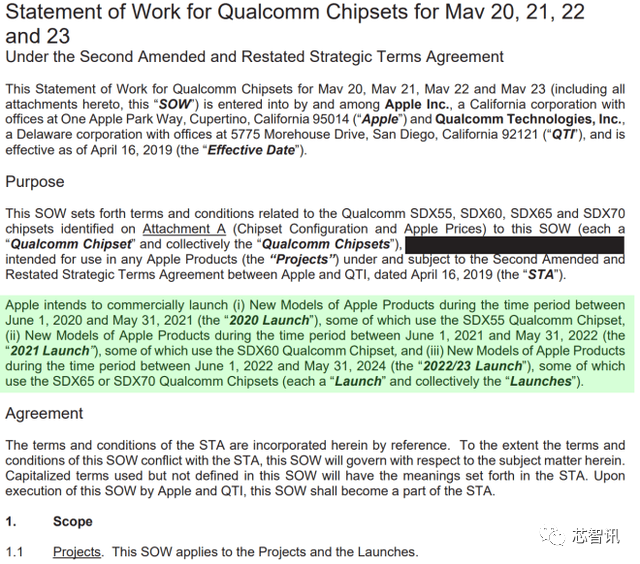 Statement of Work for Qualcomm Chipsets for Mav 20, 21, 22
and 23
Under the Second Amended and Restated Strategic Terms Agreement
This Statement of Work for Qualcomm Chipsets for Mav 20, Mav 21, Mav 22 and Mav 23 (including all
attachments hereto, this “SOW”) is entered into by and among Apple Inc., a California corporation with
offices at One Apple Park Way, Cupertino, California 95014 (“Apple”) and Qualcomm Technologies, Inc.,
a Delaware corporation with offices at 5775 Morehouse Drive, San Diego, California 92121 (“QTI”), and is
effective as of April 16, 2019 (the “Effective Date”).
Purpose
This SOW sets forth terms and conditions related to the Qualcomm SDX55, SDX60, SDX65 and SDX70
chipsets identified on Attachment A (Chipset Configuration and Apple Prices) to this SOW (each a
“Qualcomm Chipset” and collectively the “Qualcomm Chipsets”),
intended for use in any Apple Products (the “Projects”) under and subject to the Second Amended and
Restated Strategic Terms Agreement between Apple and QTI, dated April 16, 2019 (the “STA”).
Apple intends to commercially launch (i) New Models of Apple Products during the time period between
June 1, 2020 and May 31, 2021 (the “2020 Launch”), some of which use the SDX55 Qualcomm Chipset,
(ii) New Models of Apple Products during the time period between June 1, 2021 and May 31, 2022 (the
“2021 Launch”), some of which use the SDX60 Qualcomm Chipset, and (iii) New Models of Apple Products
during the time period between June 1, 2022 and May 31, 2024 (the “2022/23 Launch”), some of which
use the SDX65 or SDX70 Qualcomm Chipsets (each a “Launch” and collectively the “Launches”).
Agreement
The terms and conditions of the STA are incorporated herein by reference. To the extent the terms and
conditions of this SOW conflict with the STA, this SOW will govern with respect to the subject matter herein.
Capitalized terms used but not defined in this SOW will have the meanings set forth in the STA. Upon
execution of this SOW by Apple and QTI, this SOW shall become a part of the STA.
1. Scope
1.1 Projects. This SOW applies to the Projects and the Launches.
芯智讯